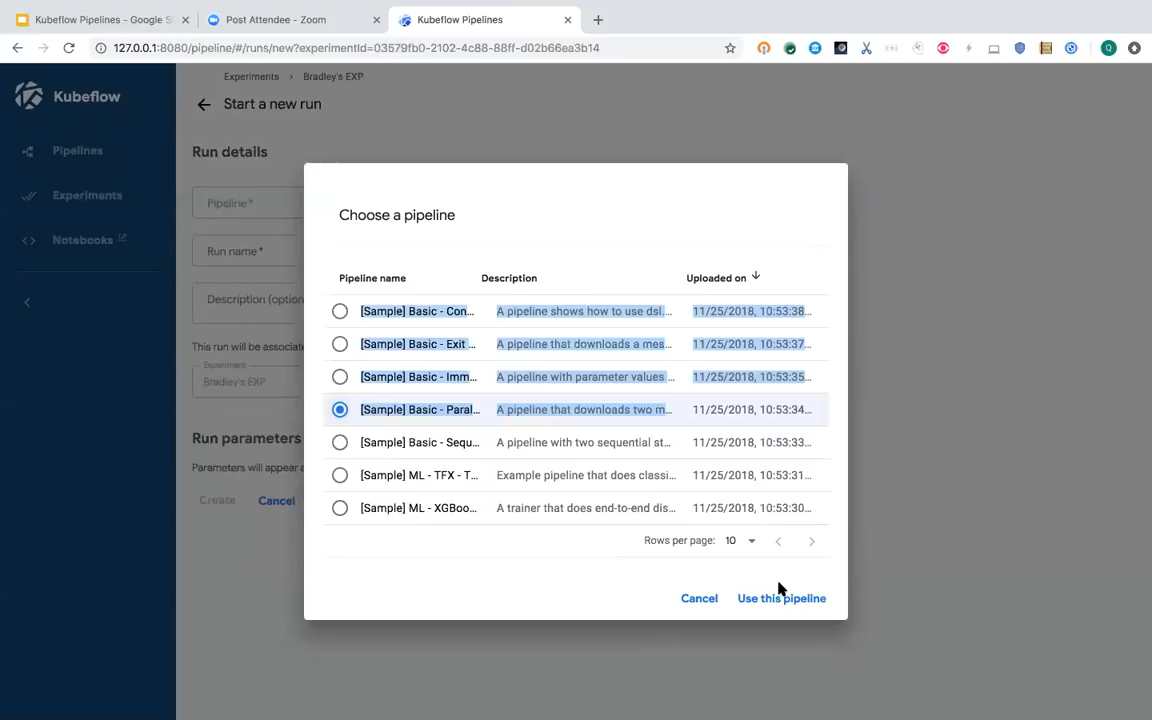 Kubeflow Pipelines - Google S
Post Attendee - Zoom
Kubeflow Pipelines
127.0.0.1:8080/pipeline/#/runs/new?experimentId=03579fb0-2102-4c88-88ff-d02b66ea3b14
Q
Kubeflow
Pipelines
Experiments
Notebooks
Experiments > Bradley's EXP
Start a new run
Run details
Pipeline*
Run name*
Description (option
This run will be associate
Experiment
Bradley's EXP
Run parameters
Parameters will appear a
Create Cancel
Choose a pipeline
Pipeline name Description Uploaded on
[Sample] Basic - Con... A pipeline shows how to use dsl.... 11/25/2018, 10:53:38...
[Sample] Basic - Exit ... A pipeline that downloads a mes... 11/25/2018, 10:53:37...
[Sample] Basic - Imm... A pipeline with parameter values ... 11/25/2018, 10:53:35...
[Sample] Basic - Paral... A pipeline that downloads two m... 11/25/2018, 10:53:34...
[Sample] Basic - Sequ... A pipeline with two sequential st... 11/25/2018, 10:53:33...
[Sample] ML - TFX - T... Example pipeline that does classi... 11/25/2018, 10:53:31...
[Sample] ML - XGBoo... A trainer that does end-to-end dis... 11/25/2018, 10:53:30...
Rows per page: 10
Cancel Use this pipeline